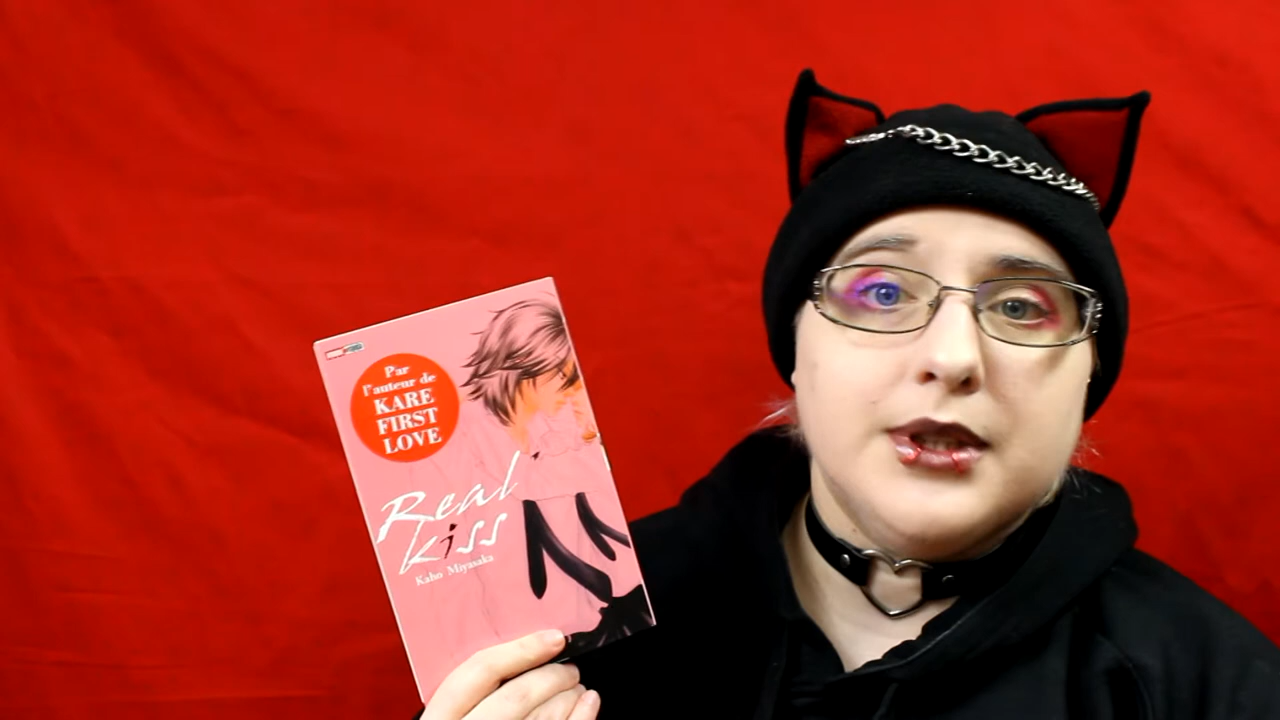 Par
l'auteur de
KARE
FIRST
LOVE
Real
kiss
Kaho Miyasaka